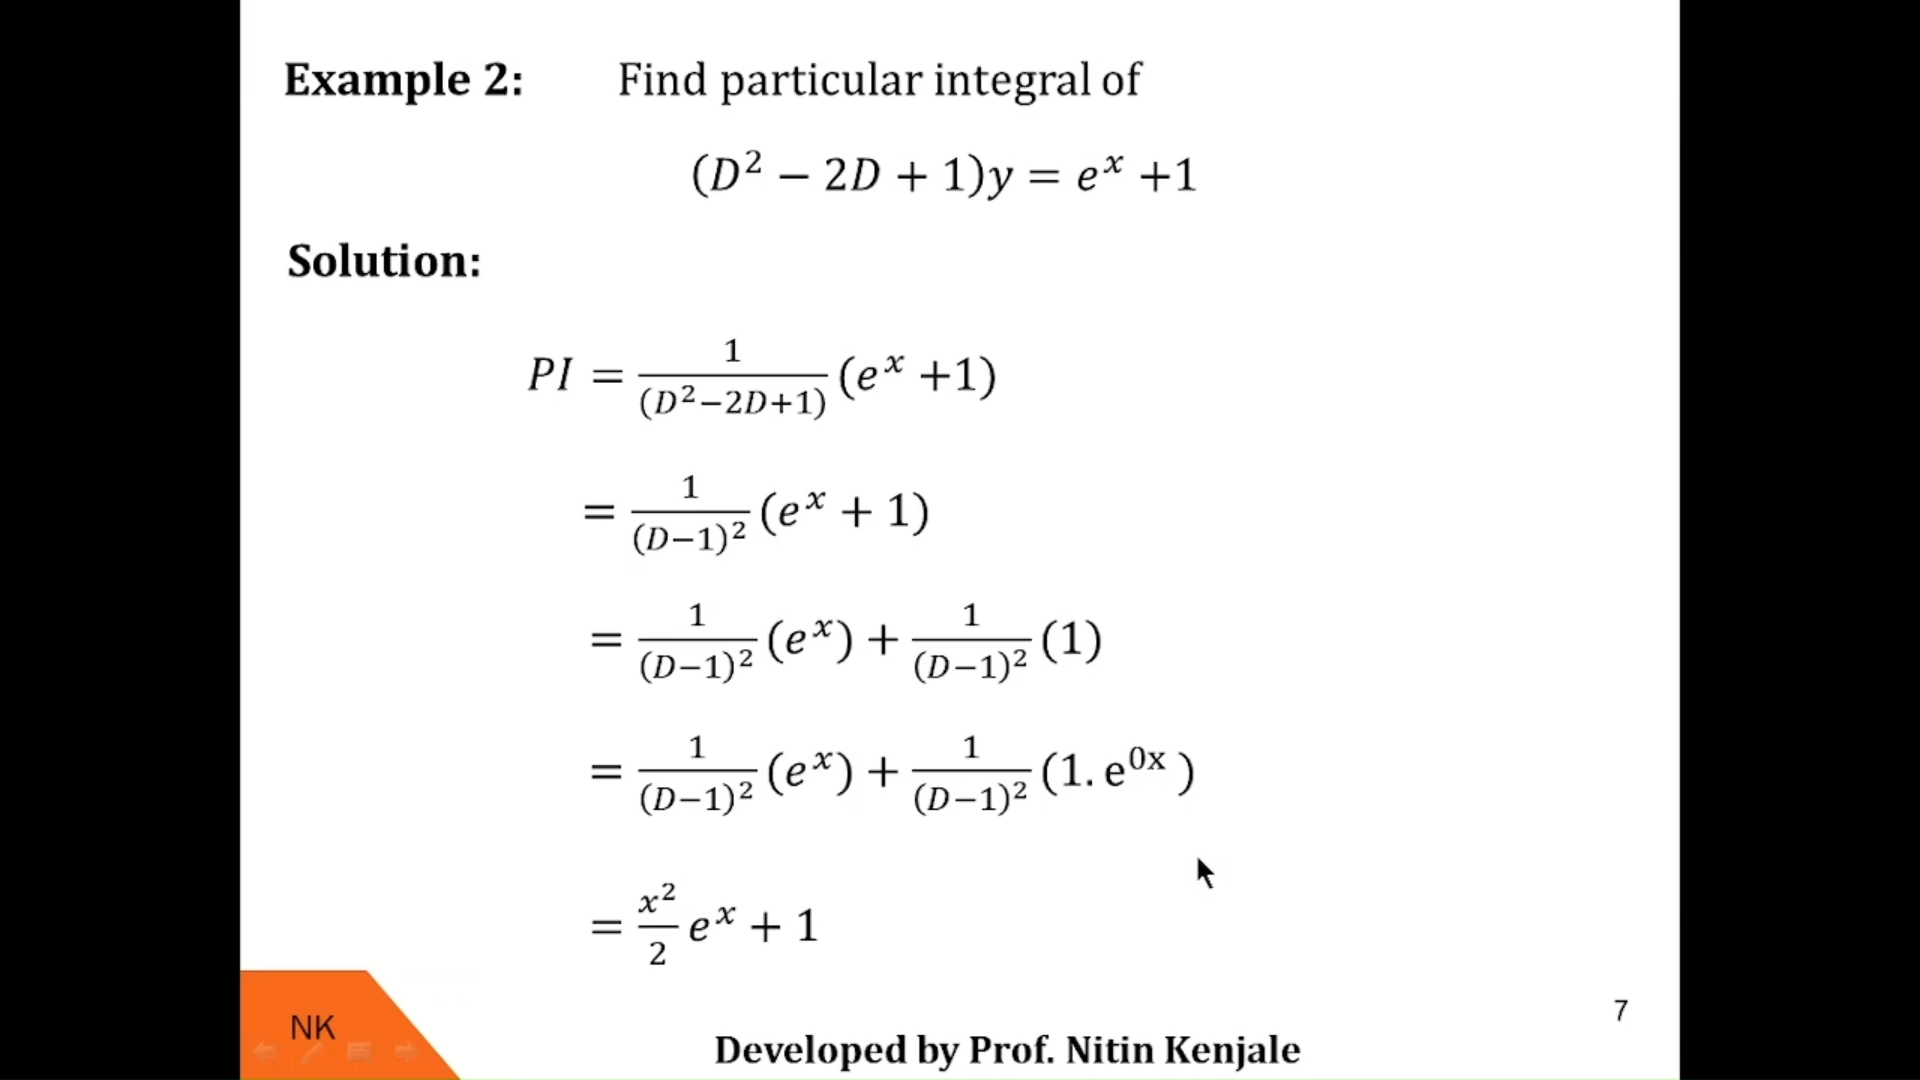 Example 2: Find particular integral of
(D² − 2D + 1)y = eˣ +1
Solution:
PI = 1/(D²−2D+1) (eˣ +1)
= 1/(D−1)² (eˣ + 1)
= 1/(D−1)² (eˣ) + 1/(D−1)² (1)
= 1/(D−1)² (eˣ) + 1/(D−1)² (1. e⁰ˣ )
= x²/2 eˣ + 1
7
NK
Developed by Prof. Nitin Kenjale